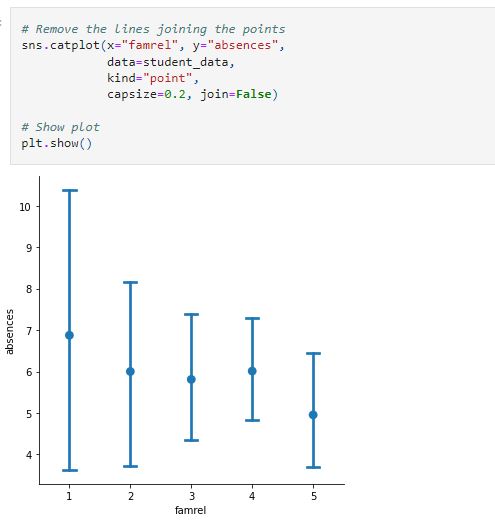 # Remove the lines joining the points
sns.catplot(x="famrel", y="absences",
            data=student_data,
            kind="point",
            capsize=0.2, join=False)
# Show plot
plt.show()
10
9
8
7
6
5
4
absences
1 2 3 4 5
famrel